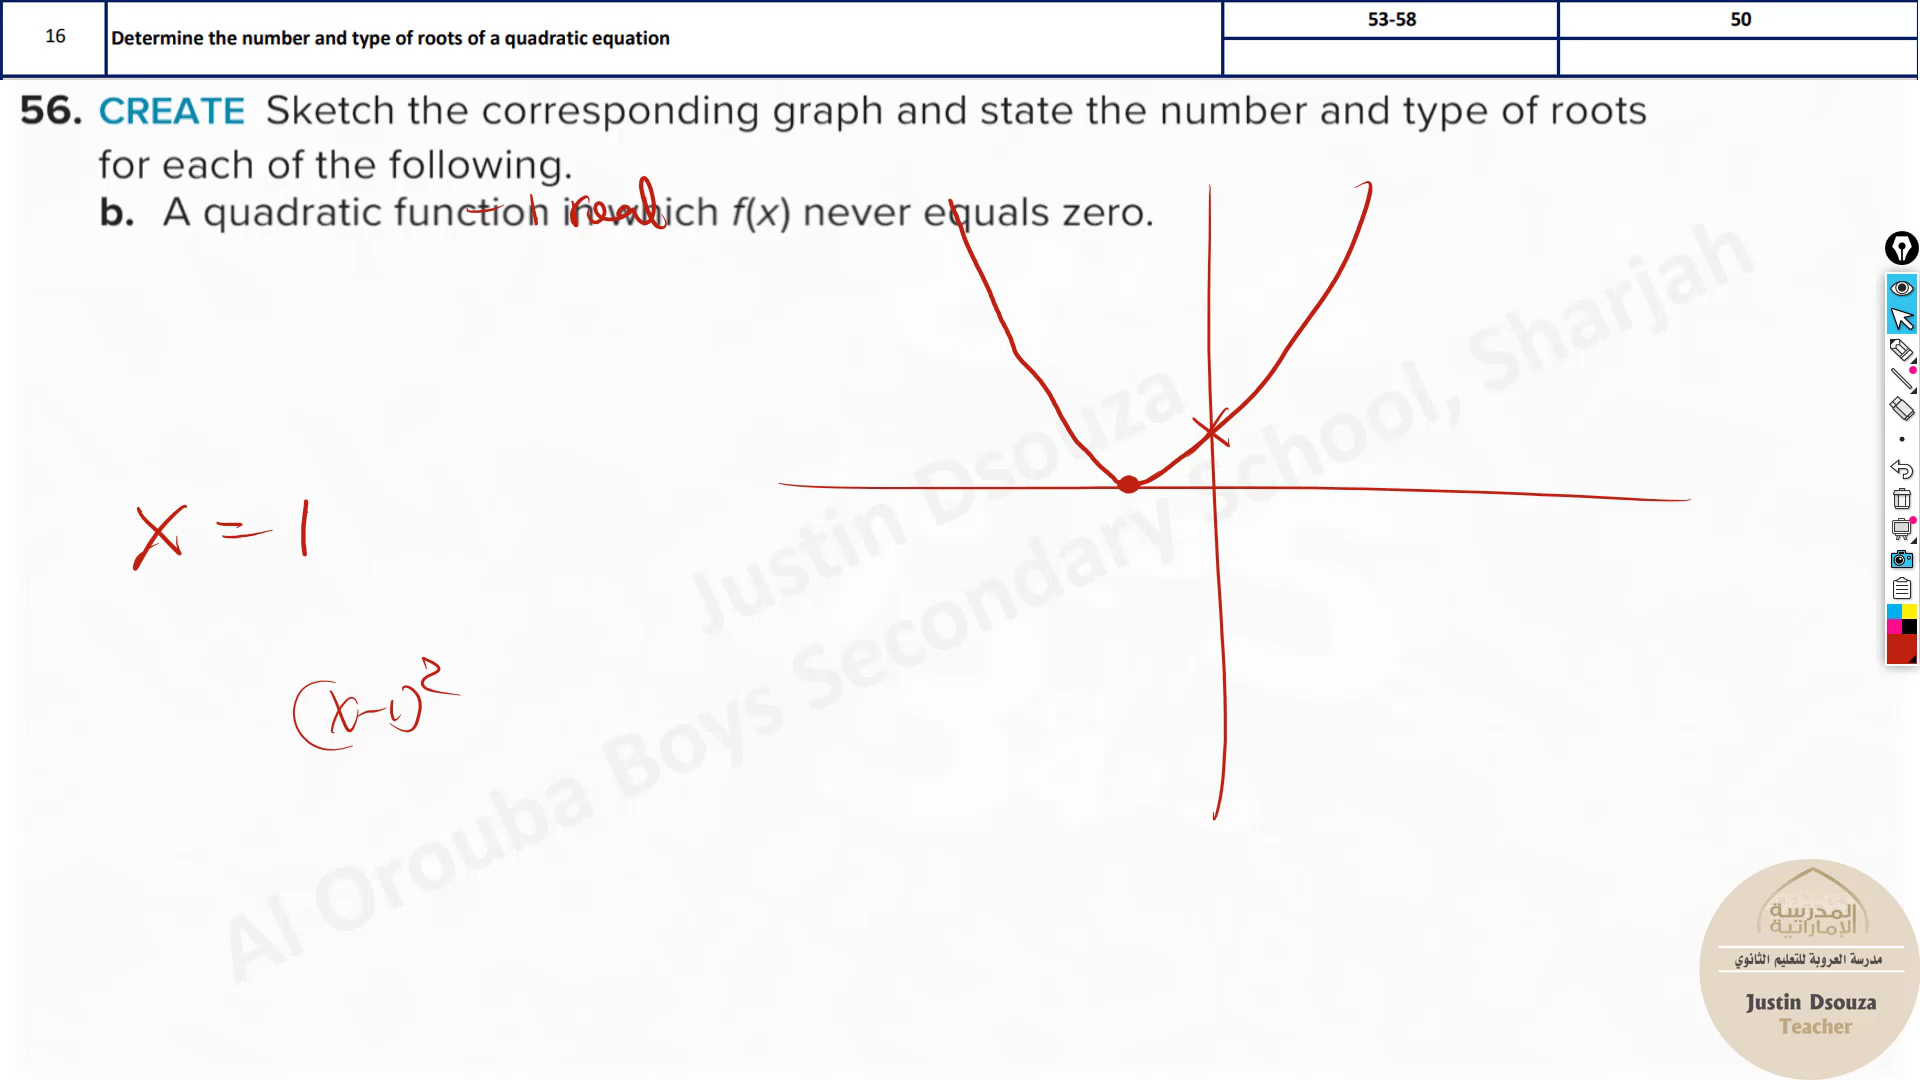 16 Determine the number and type of roots of a quadratic equation 53-58 50
56. CREATE Sketch the corresponding graph and state the number and type of roots
for each of the following.
b. A quadratic function in which f(x) never equals zero.
- 1 real
x = 1
(x-1)²
Justin Dsouza
Al Orouba Boys Secondary School, Sharjah
المدرسة
الإماراتية
مدرسة العروبة للتعليم الثانوي
Justin Dsouza
Teacher